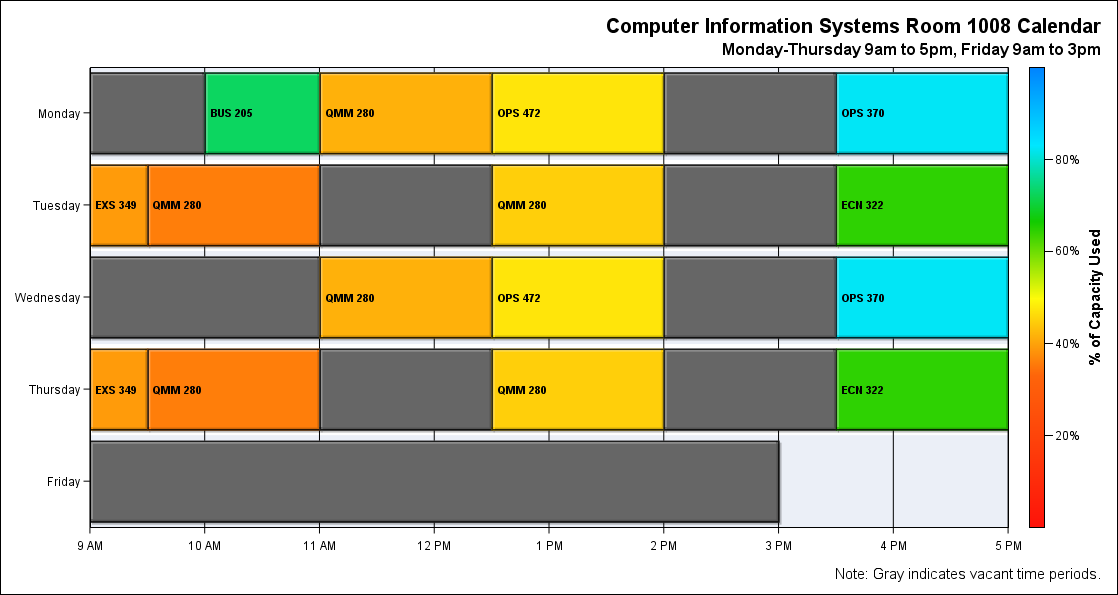 Computer Information Systems Room 1008 Calendar
Monday-Thursday 9am to 5pm, Friday 9am to 3pm
Monday
BUS 205
QMM 280
OPS 472
OPS 370
Tuesday
EXS 349
QMM 280
QMM 280
ECN 322
Wednesday
QMM 280
OPS 472
OPS 370
Thursday
EXS 349
QMM 280
QMM 280
ECN 322
Friday
9 AM
10 AM
11 AM
12 PM
1 PM
2 PM
3 PM
4 PM
5 PM
80%
60%
40%
20%
% of Capacity Used
Note: Gray indicates vacant time periods.